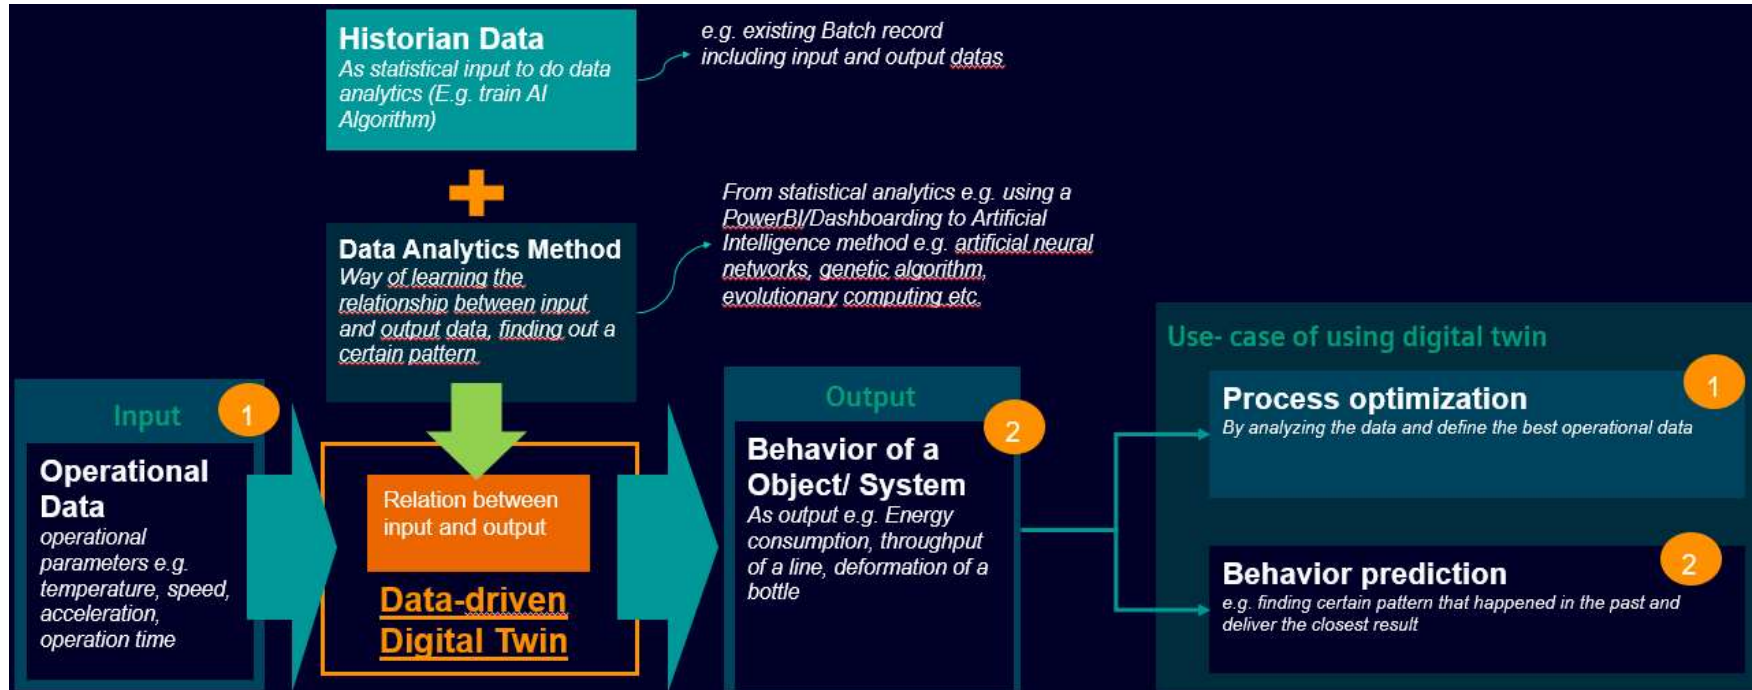 Historian Data
As statistical input to do data
analytics (E.g. train AI
Algorithm)
e.g. existing Batch record
including input and output datas
Data Analytics Method
Way of learning the
relationship between input
and output data, finding out a
certain pattern
From statistical analytics e.g. using a
PowerBI/Dashboarding to Artificial
Intelligence method e.g. artificial neural
networks, genetic algorithm,
evolutionary computing etc.
Input
1
Operational
Data
operational
parameters e.g.
temperature, speed,
acceleration,
operation time
Relation between
input and output
Data-driven
Digital Twin
Output
2
Behavior of a
Object/ System
As output e.g. Energy
consumption, throughput
of a line, deformation of a
bottle
Use- case of using digital twin
1
Process optimization
By analyzing the data and define the best operational data
2
Behavior prediction
e.g. finding certain pattern that happened in the past and
deliver the closest result